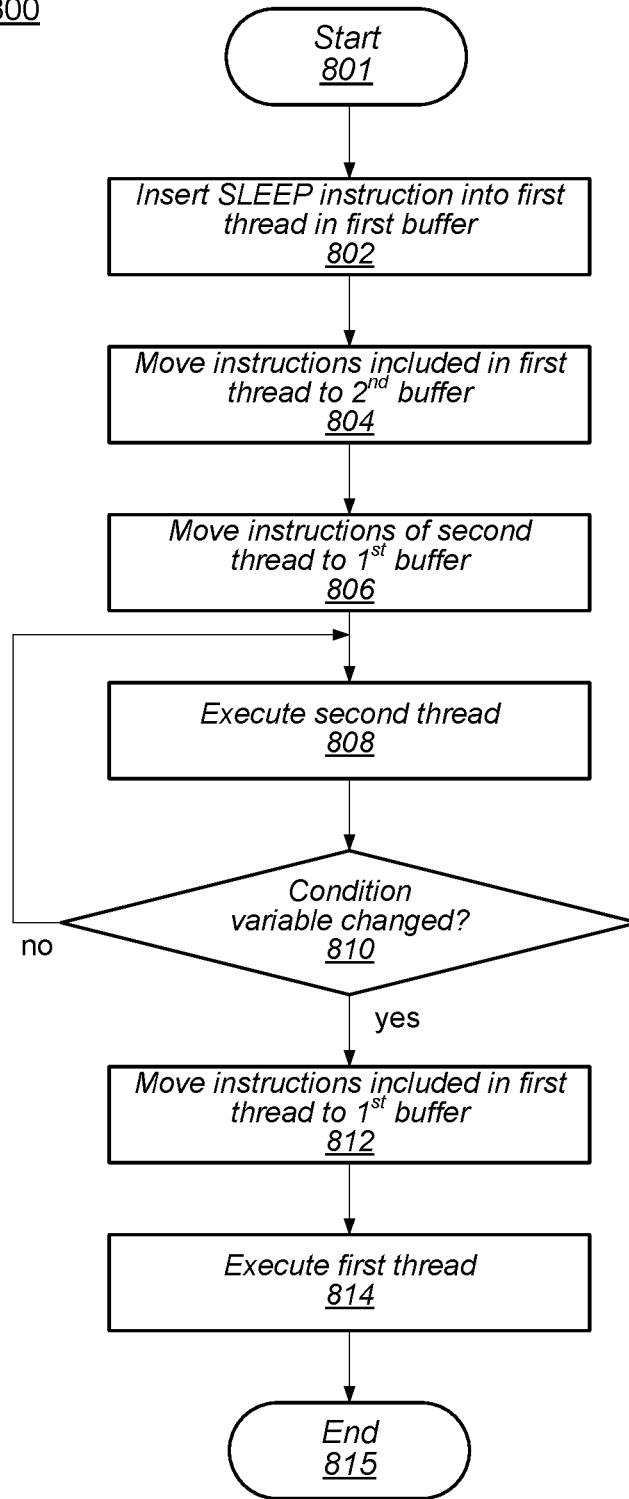 800
Start
801
Insert SLEEP instruction into first
thread in first buffer
802
Move instructions included in first
thread to 2nd buffer
804
Move instructions of second
thread to 1st buffer
806
Execute second thread
808
Condition
variable changed?
810
no
yes
Move instructions included in first
thread to 1st buffer
812
Execute first thread
814
End
815